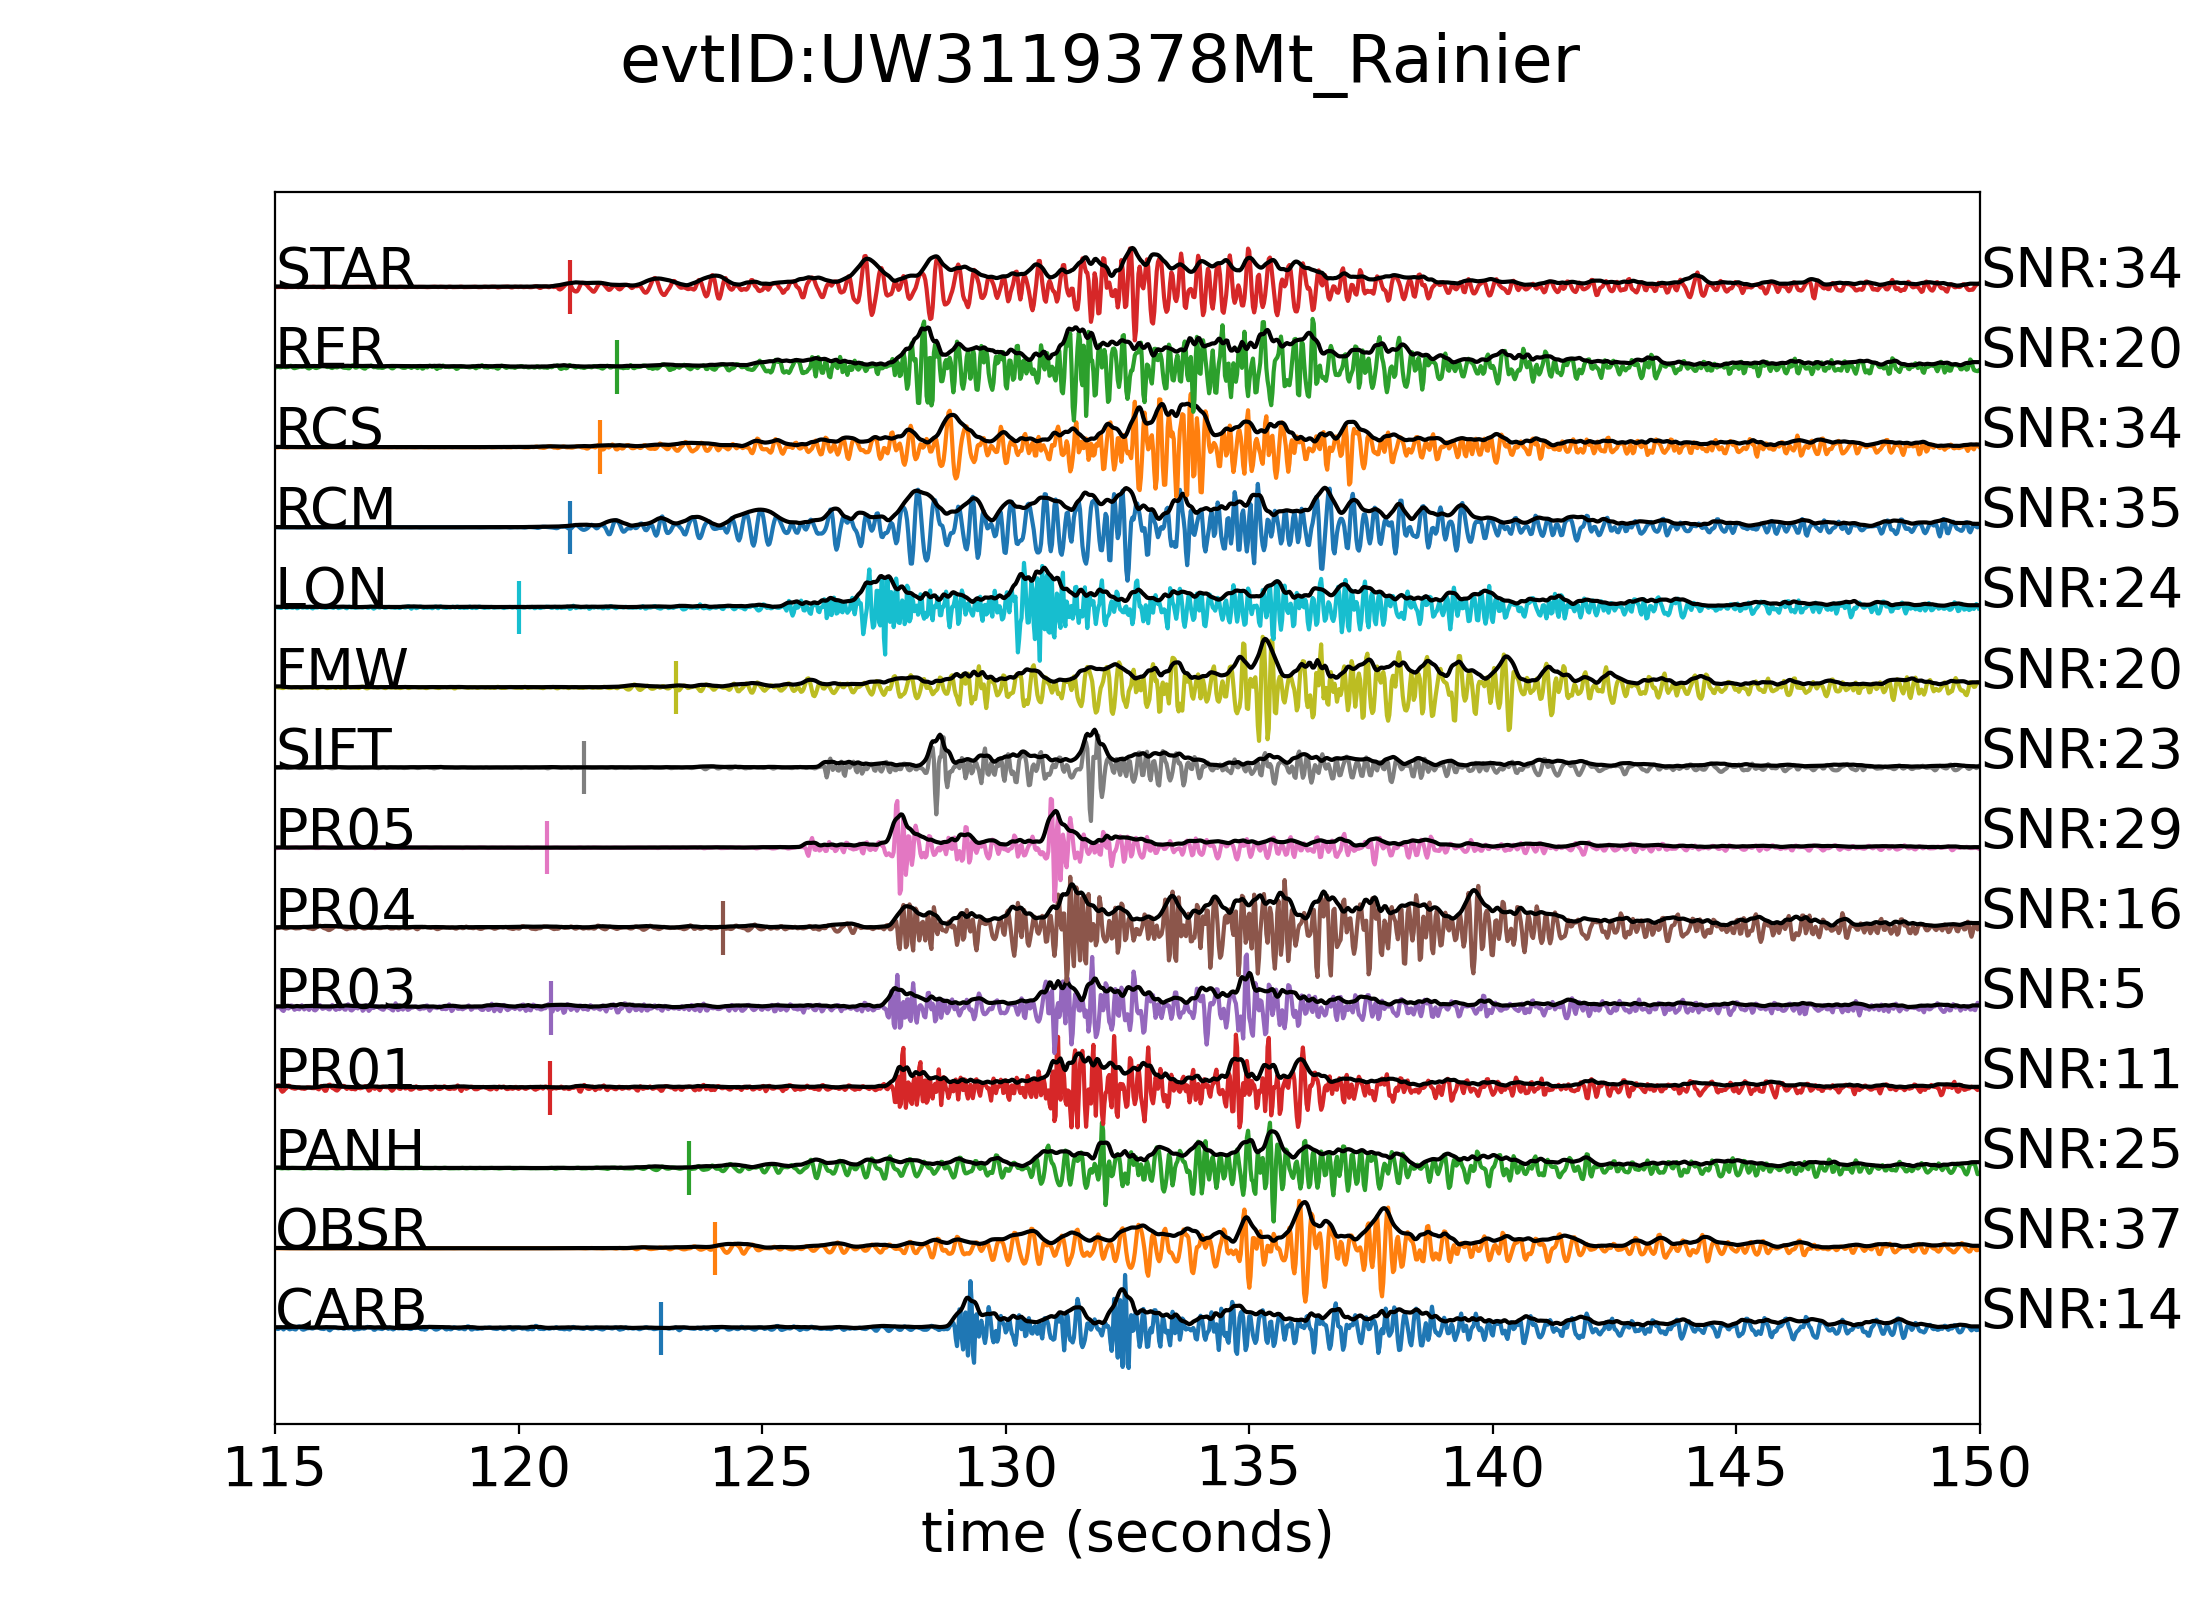 evtID:UW3119378Mt_Rainier
STAR SNR:34
RER SNR:20
RCS SNR:34
RCM SNR:35
LON SNR:24
FMW SNR:20
SIFT SNR:23
PR05 SNR:29
PR04 SNR:16
PR03 SNR:5
PR01 SNR:11
PANH SNR:25
OBSR SNR:37
CARB SNR:14
115 120 125 130 135 140 145 150
time (seconds)